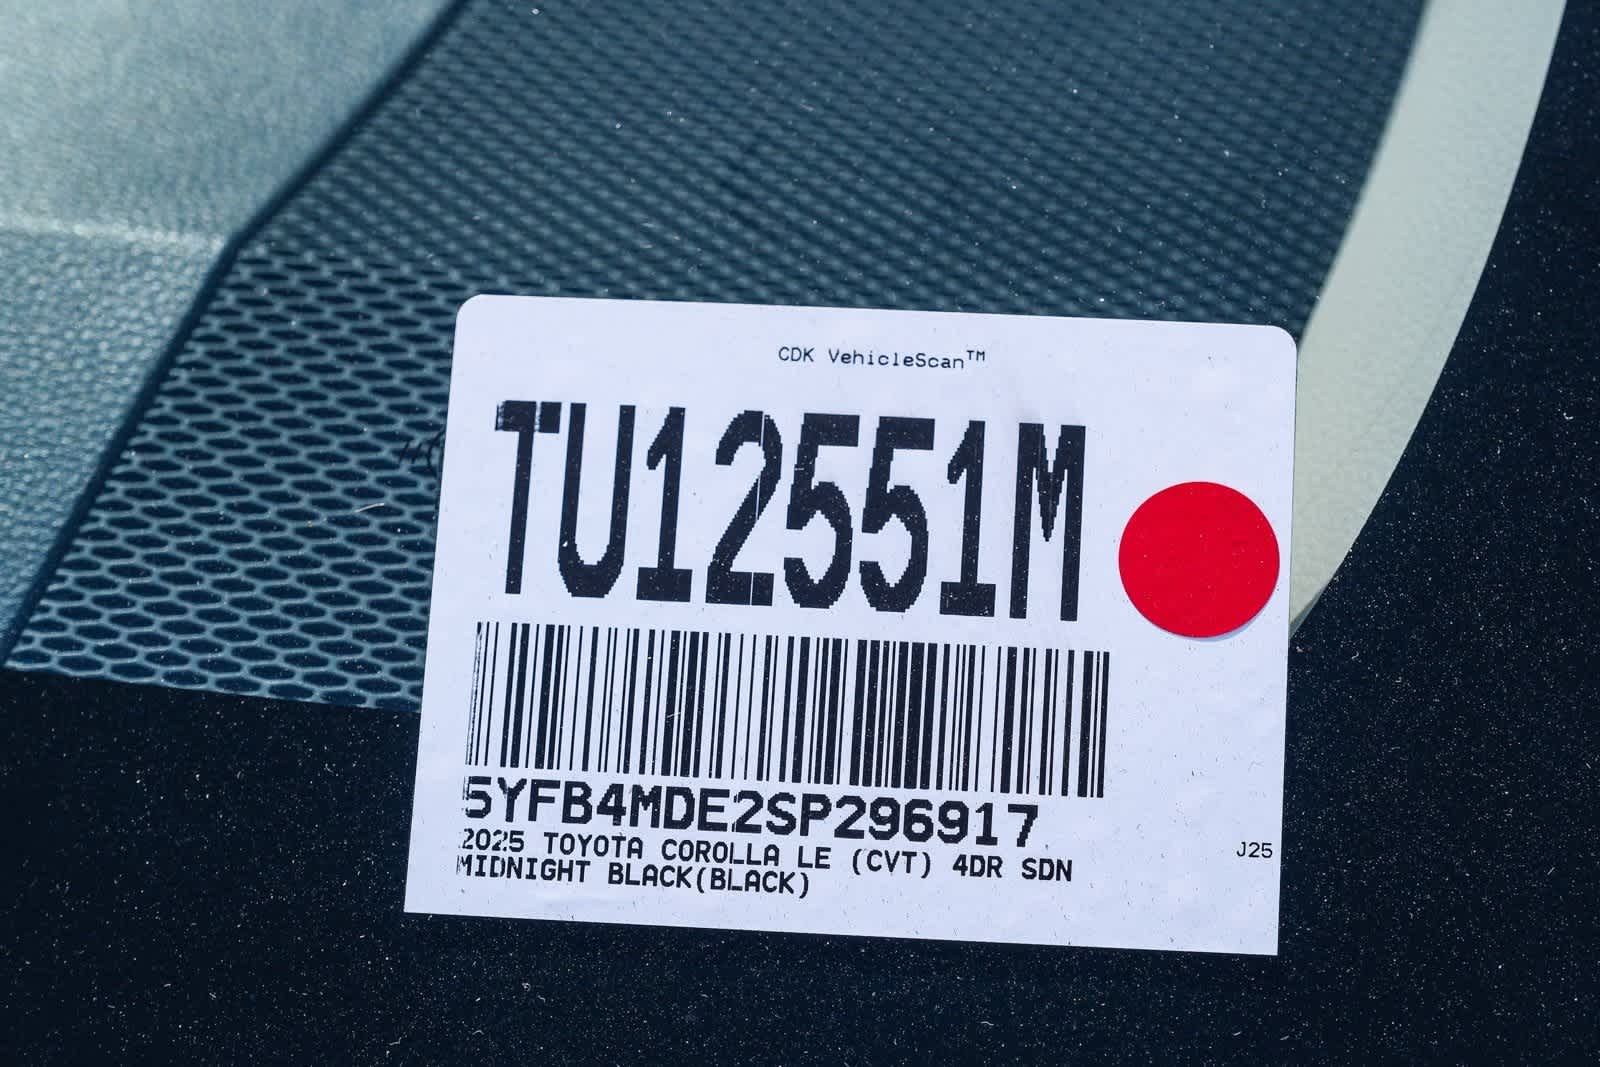 CDK VehicleScan™
TU12551M
5YFB4MDE2SP296917
2025 TOYOTA COROLLA LE (CVT) 4DR SDN
MIDNIGHT BLACK(BLACK)
J25